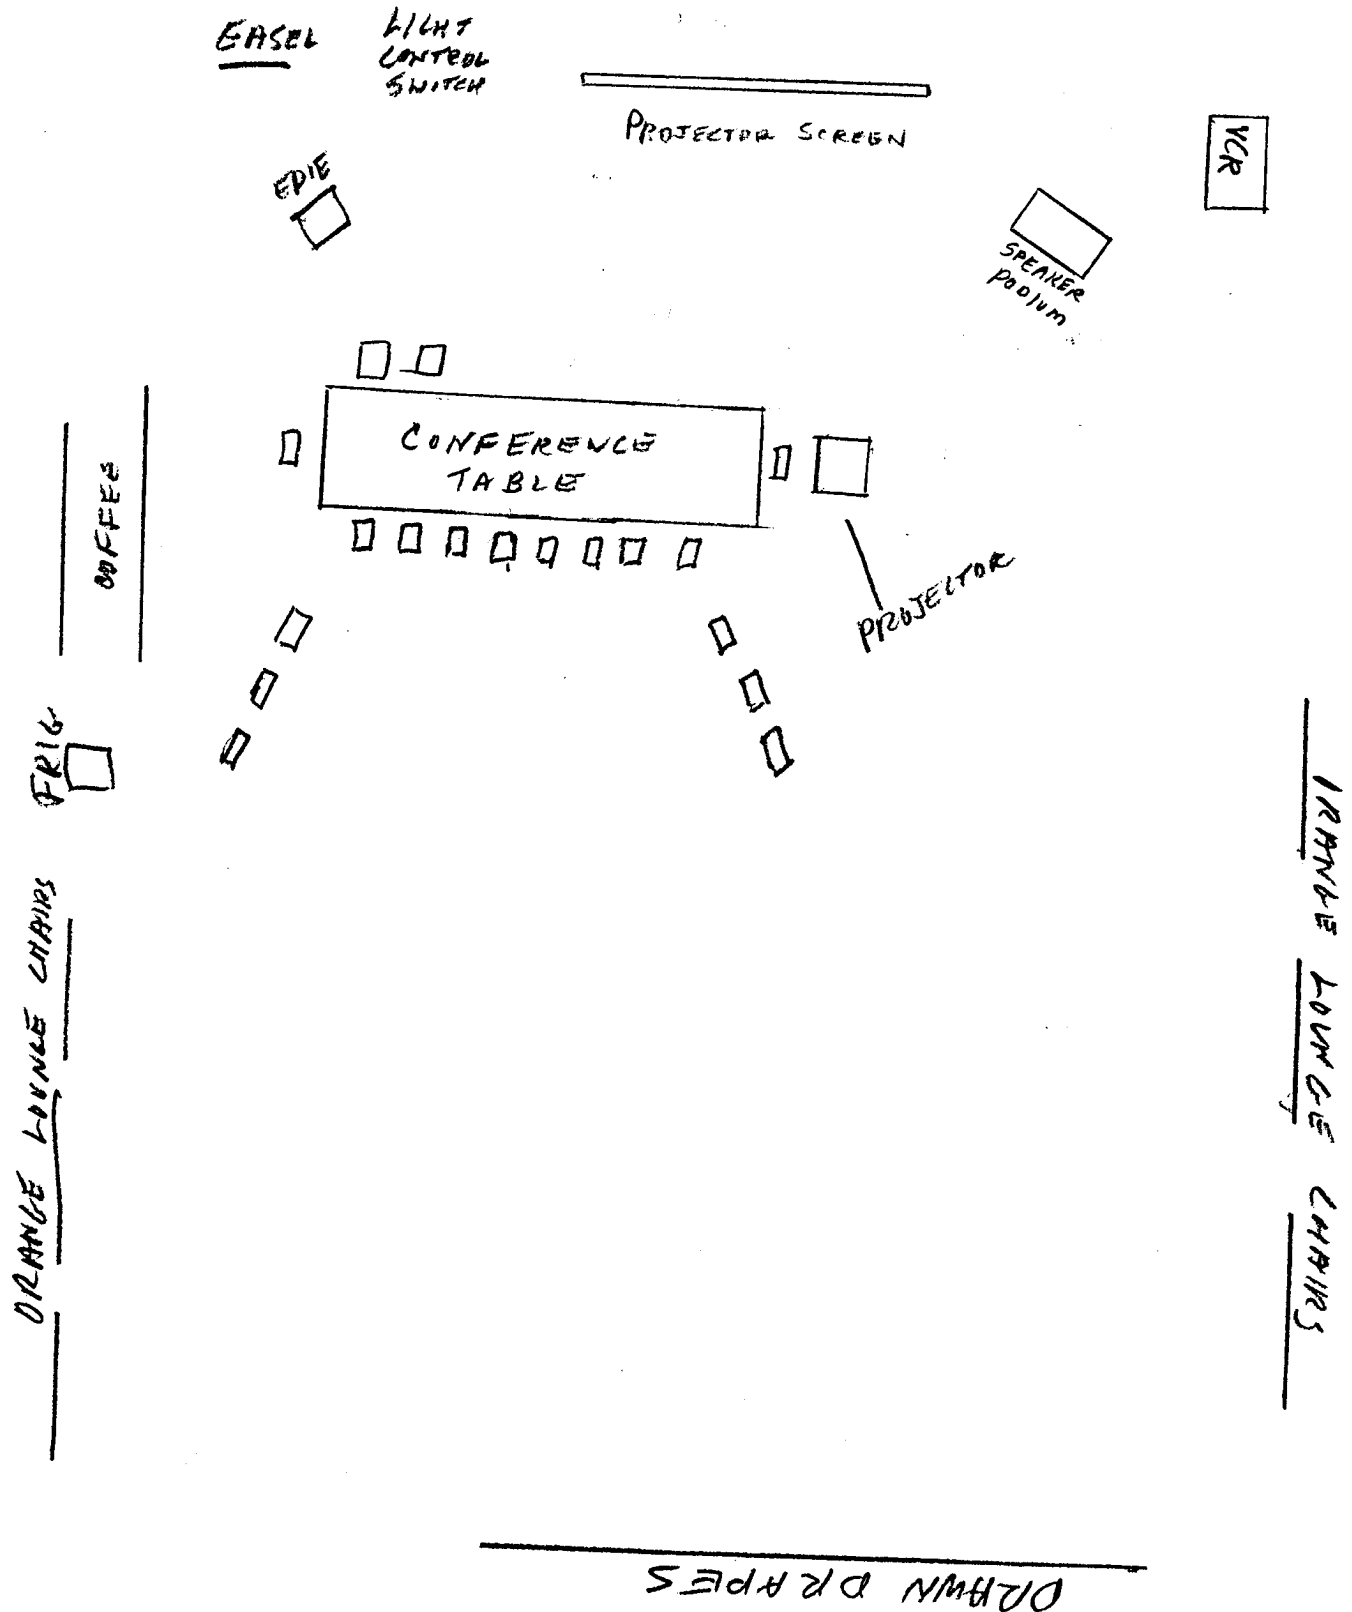 EASEL
LIGHT
CONTROL
SWITCH
PROJECTOR SCREEN
VCR
EDIE
SPEAKER
PODIUM
CONFERENCE
TABLE
COFFEE
PROJECTOR
FRIG
ORANGE LOUNGE CHAIRS
ORANGE LOUNGE CHAIRS
DRAWN DRAPES